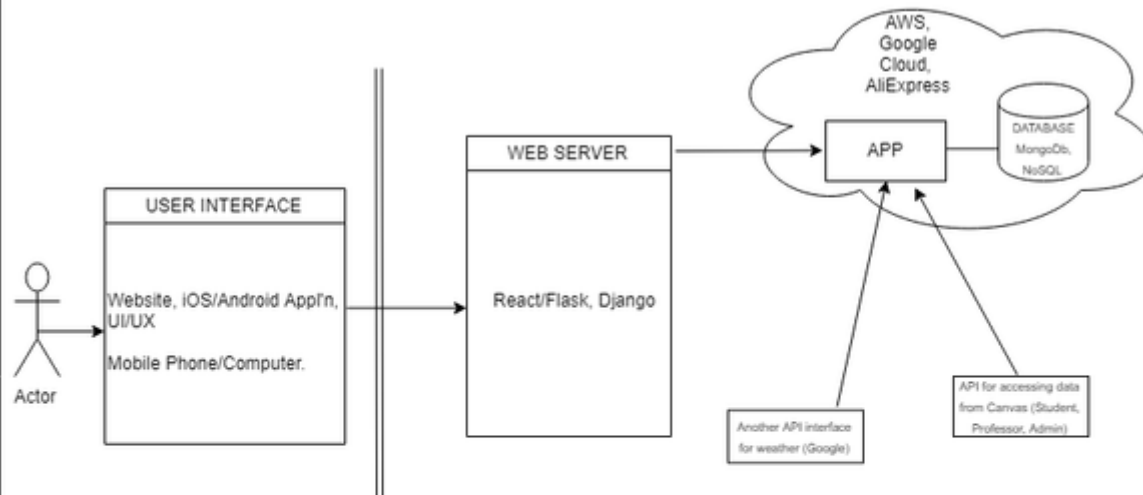 Actor
USER INTERFACE
Website, iOS/Android Appl'n,
UI/UX
Mobile Phone/Computer.
WEB SERVER
React/Flask, Django
AWS,
Google
Cloud,
AliExpress
APP
DATABASE
MongoDb,
NoSQL
Another API interface
for weather (Google)
API for accessing data
from Canvas (Student,
Professor, Admin)